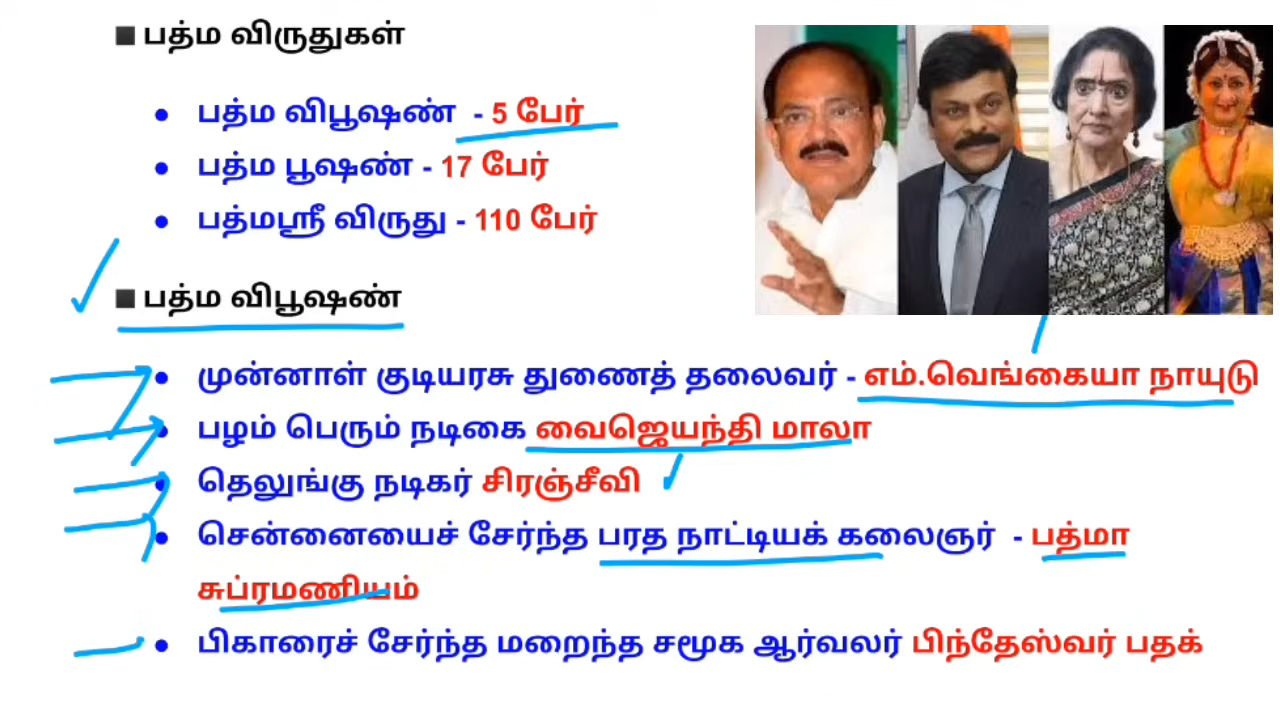 பத்ம விருதுகள்
பத்ம விபூஷண் - 5 பேர்
பத்ம பூஷண் - 17 பேர்
பத்மஸ்ரீ விருது - 110 பேர்
பத்ம விபூஷண்
முன்னாள் குடியரசு துணைத் தலைவர் - எம்.வெங்கையா நாயுடு
பழம் பெரும் நடிகை வைஜெயந்தி மாலா
தெலுங்கு நடிகர் சிரஞ்சீவி
சென்னையைச் சேர்ந்த பரத நாட்டியக் கலைஞர் - பத்மா
சுப்ரமணியம்
பிகாரைச் சேர்ந்த மறைந்த சமூக ஆர்வலர் பிந்தேஸ்வர் பதக்